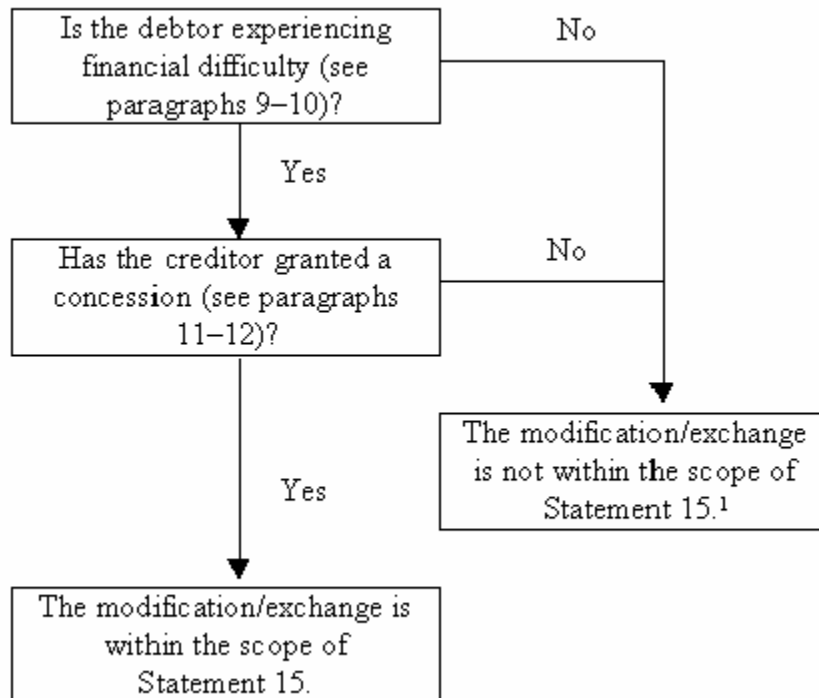 Is the debtor experiencing
financial difficulty (see
paragraphs 9–10)?
No
Yes
Has the creditor granted a
concession (see paragraphs
11–12)?
No
The modification/exchange
is not within the scope of
Statement 15.¹
Yes
The modification/exchange is
within the scope of
Statement 15.